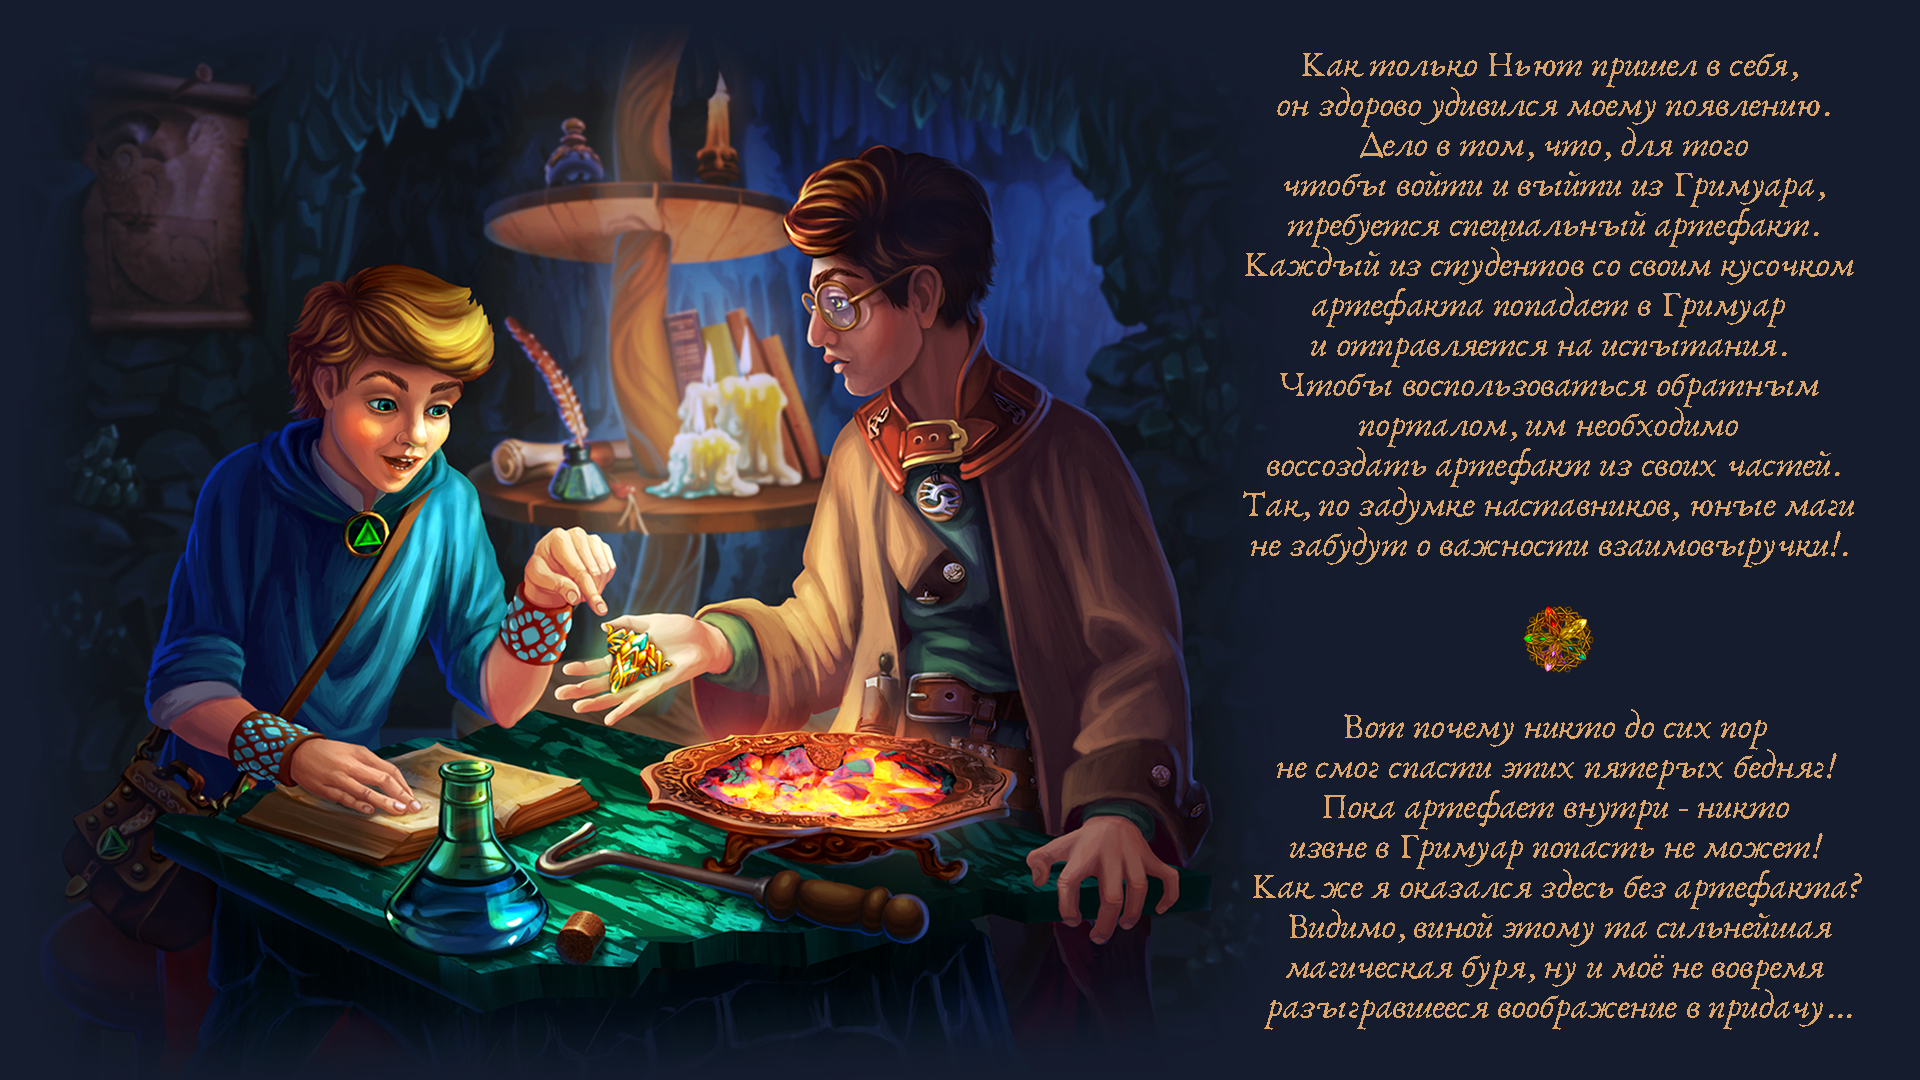 Как только Ньют пришел в себя,
он здорово удивился моему появлению.
Дело в том, что, для того
чтобы войти и выйти из Гримуара,
требуется специальный артефакт.
Каждый из студентов со своим кусочком
артефакта попадает в Гримуар
и отправляется на испытания.
Чтобы воспользоваться обратным
порталом, им необходимо
воссоздать артефакт из своих частей.
Так, по задумке наставников, юные маги
не забудут о важности взаимовыручки!.
Вот почему никто до сих пор
не смог спасти этих пятерых бедняг!
Пока артефает внутри - никто
извне в Гримуар попасть не может!
Как же я оказался здесь без артефакта?
Видимо, виной этому та сильнейшая
магическая буря, ну и моё не вовремя
разыгравшееся воображение в придачу...